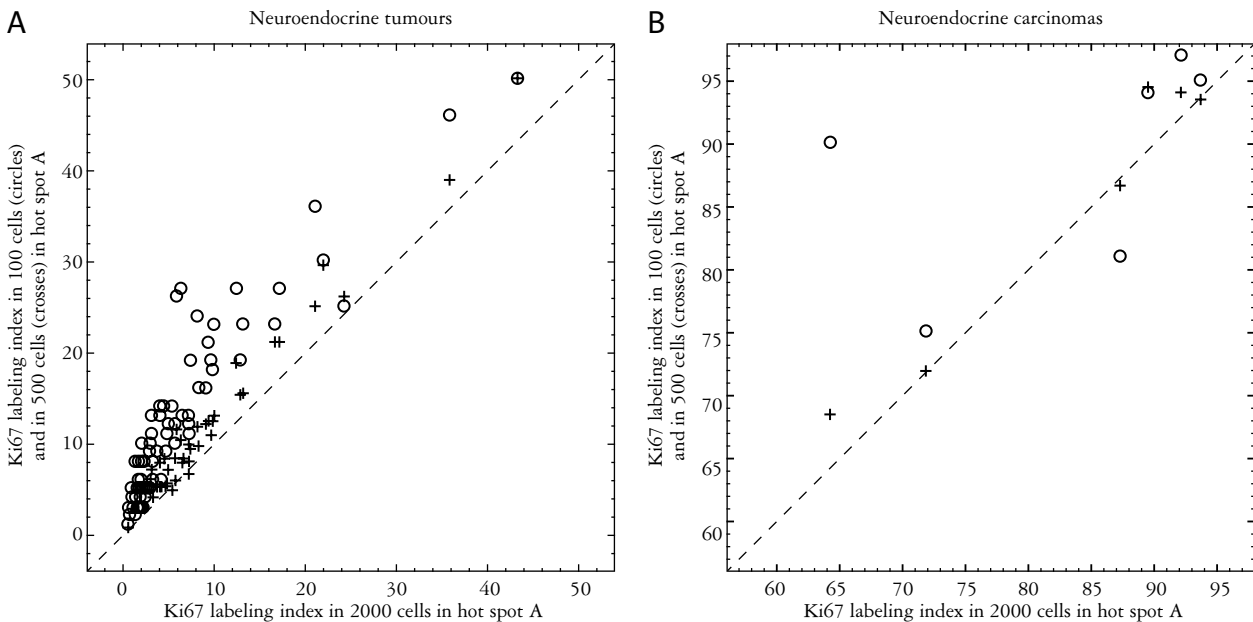 A
Neuroendocrine tumours
Ki67 labeling index in 100 cells (circles)
and in 500 cells (crosses) in hot spot A
50
40
30
20
10
0
0 10 20 30 40 50
Ki67 labeling index in 2000 cells in hot spot A
B
Neuroendocrine carcinomas
Ki67 labeling index in 100 cells (circles)
and in 500 cells (crosses) in hot spot A
95
90
85
80
75
70
65
60
60 65 70 75 80 85 90 95
Ki67 labeling index in 2000 cells in hot spot A